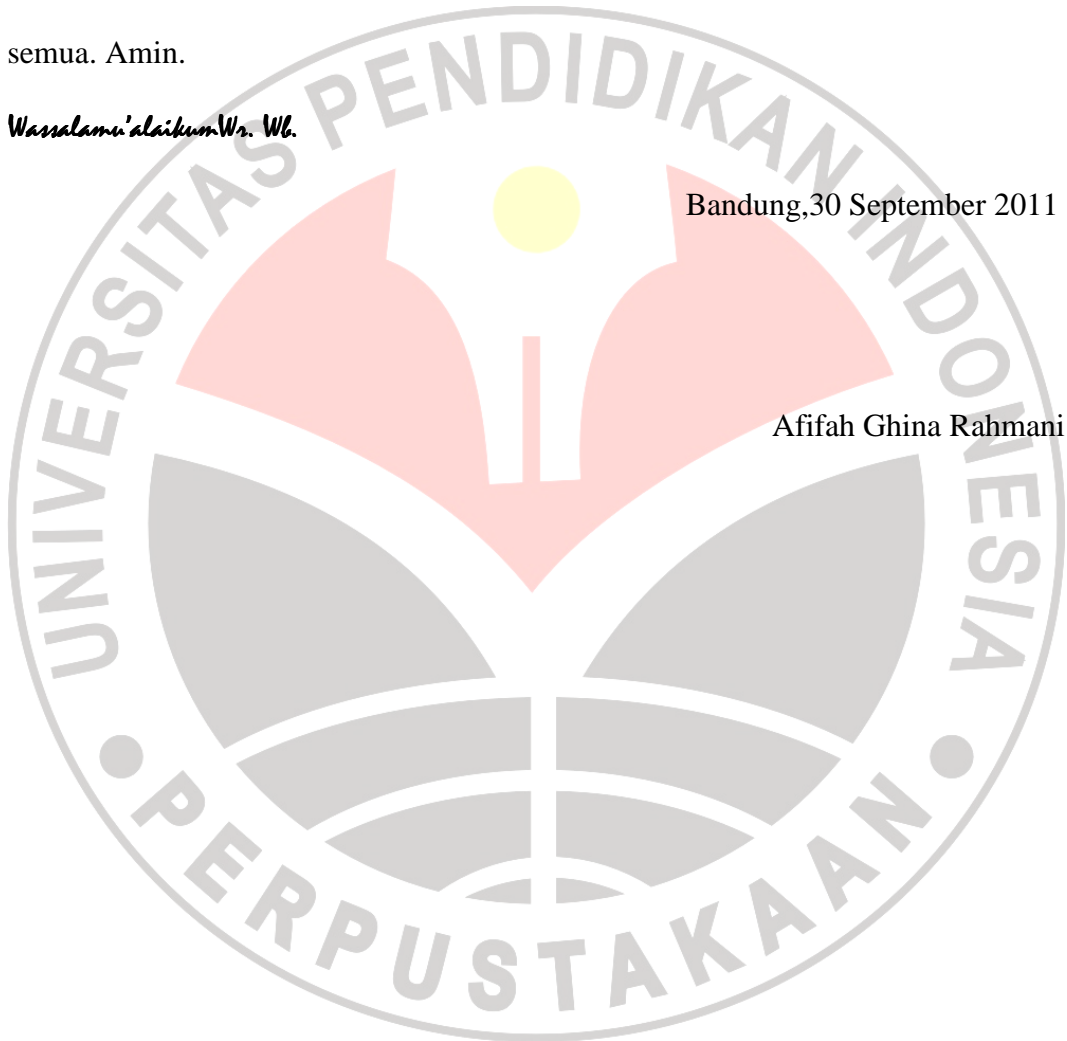 semua. Amin.
Wassalamu'alaikumWr. Wb.
Bandung,30 September 2011
Afifah Ghina Rahmani
UNIVERSITAS PENDIDIKAN INDONESIA
PERPUSTAKAAN